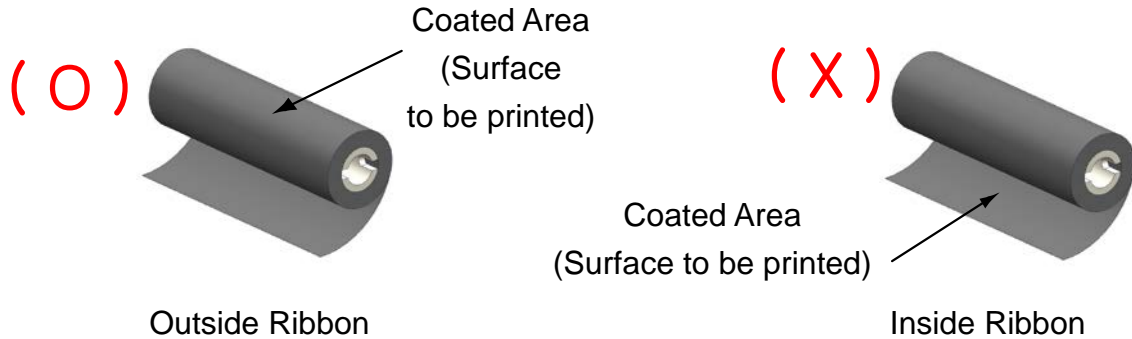 Coated Area
(Surface
to be printed)
( O )
( X )
Coated Area
(Surface to be printed)
Outside Ribbon
Inside Ribbon